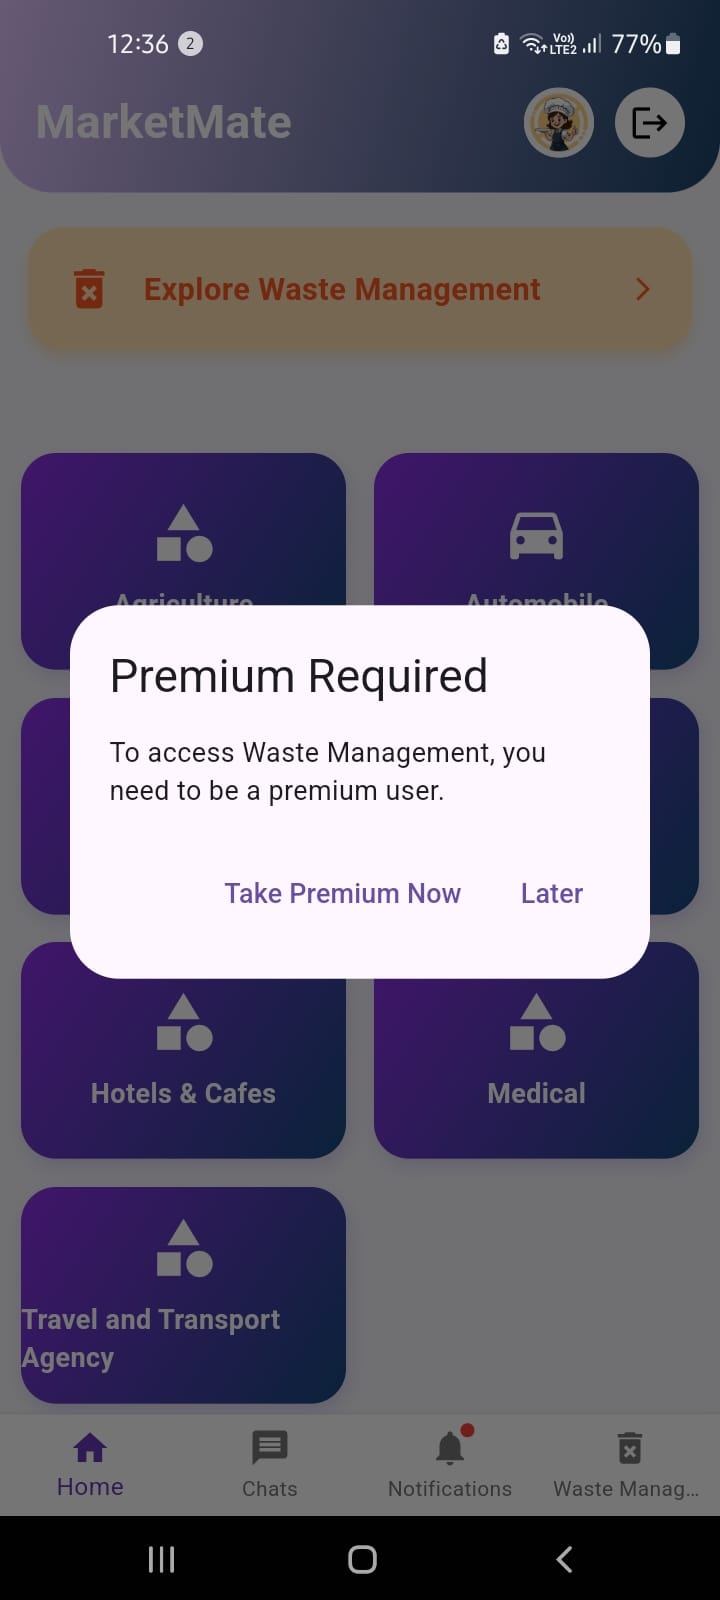 12:36 2
Vo)) LTE2 77%
MarketMate
Explore Waste Management
Agriculture Automobile
Premium Required
To access Waste Management, you
need to be a premium user.
Take Premium Now Later
Hotels & Cafes Medical
Travel and Transport
Agency
Home Chats Notifications Waste Manag...